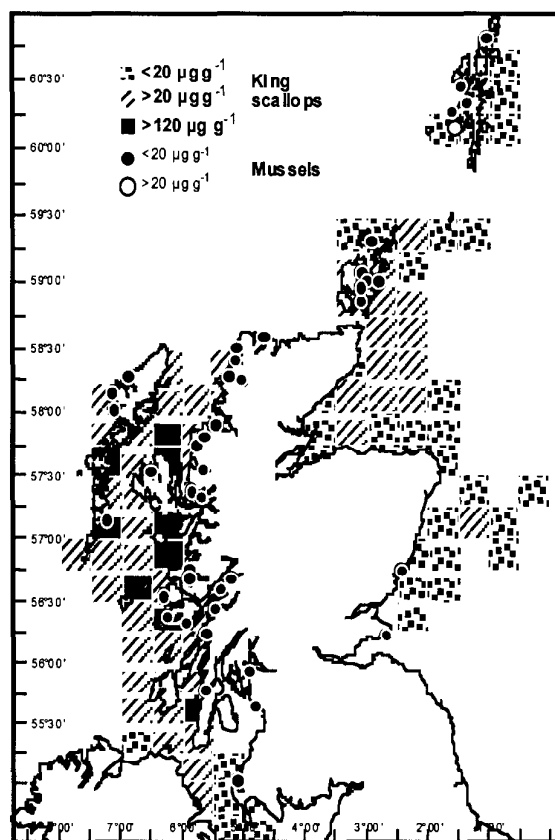 <20 µg g-1
>20 µg g-1
>120 µg g-1
King
scallops
<20 µg g-1
>20 µg g-1
Mussels
60°30'
60°00'
59°30'
59°00'
58°30'
58°00'
57°30'
57°00'
56°30'
56°00'
55°30'
7°00'
6°00'
3°00'
2°00'